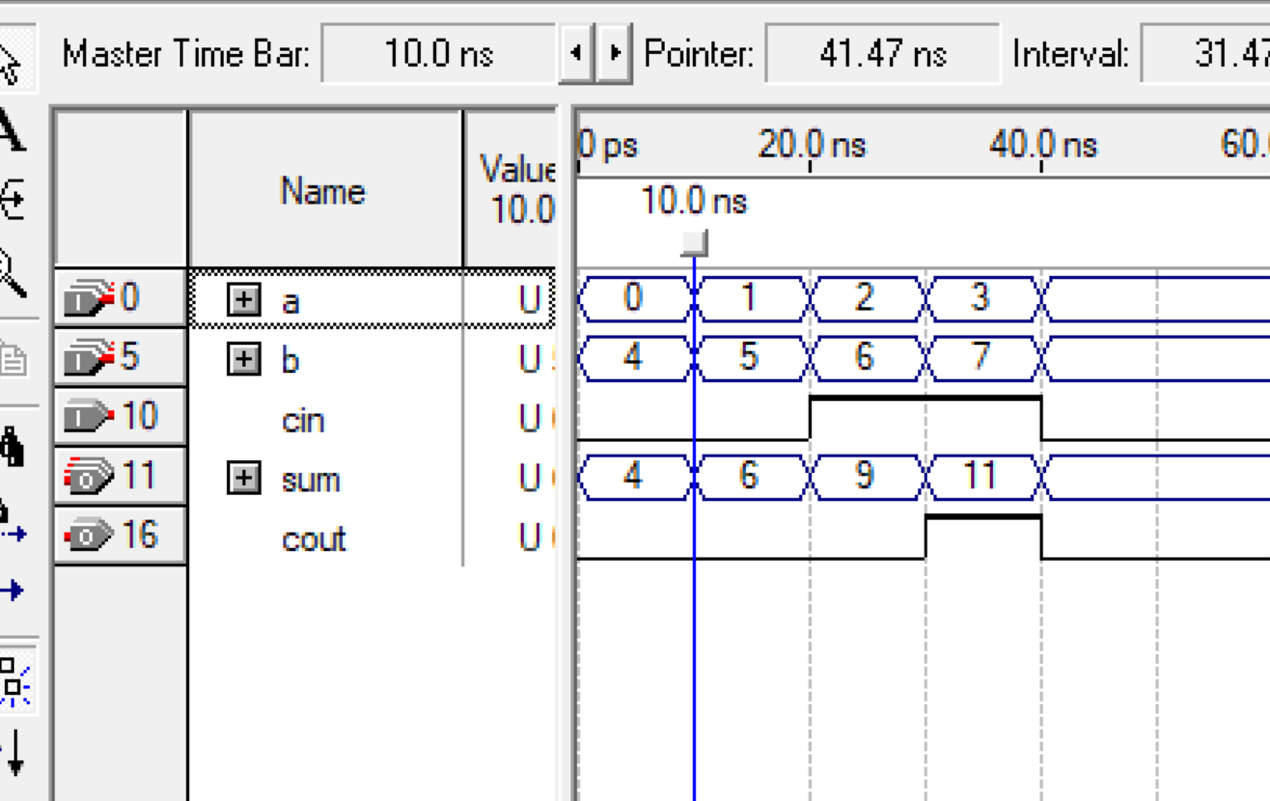 Master Time Bar: 10.0 ns Pointer: 41.47 ns Interval: 31.47
0 ps 20.0 ns 40.0 ns 60.
Name Value
10.0
10.0 ns
0 a U 0 1 2 3
5 b U 4 5 6 7
10 cin U
11 sum U 4 6 9 11
16 cout U